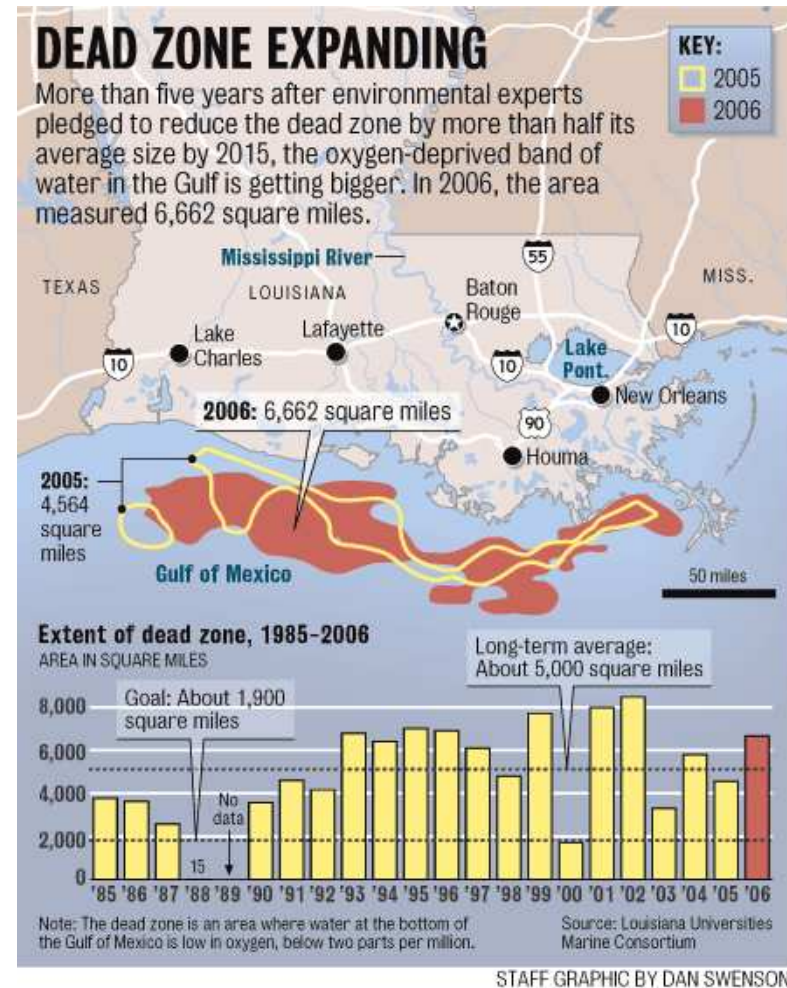 DEAD ZONE EXPANDING
More than five years after environmental experts
pledged to reduce the dead zone by more than half its
average size by 2015, the oxygen-deprived band of
water in the Gulf is getting bigger. In 2006, the area
measured 6,662 square miles.
KEY:
2005
2006
Mississippi River
55
TEXAS
LOUISIANA
Baton
Rouge
MISS.
Lake
Charles
Lafayette
10
10
10
Lake
Pont.
New Orleans
90
Houma
2006: 6,662 square miles
2005:
4,564
square
miles
Gulf of Mexico
50 miles
Extent of dead zone, 1985-2006
AREA IN SQUARE MILES
Long-term average:
About 5,000 square miles
Goal: About 1,900
square miles
8,000
6,000
4,000
2,000
0
No
data
15
'85 '86 '87 '88 '89 '90 '91 '92 '93 '94 '95 '96 '97 '98 '99 '00 '01 '02 '03 '04 '05 '06
Note: The dead zone is an area where water at the bottom of
the Gulf of Mexico is low in oxygen, below two parts per million.
Source: Louisiana Universities
Marine Consortium
STAFF GRAPHIC BY DAN SWENSON